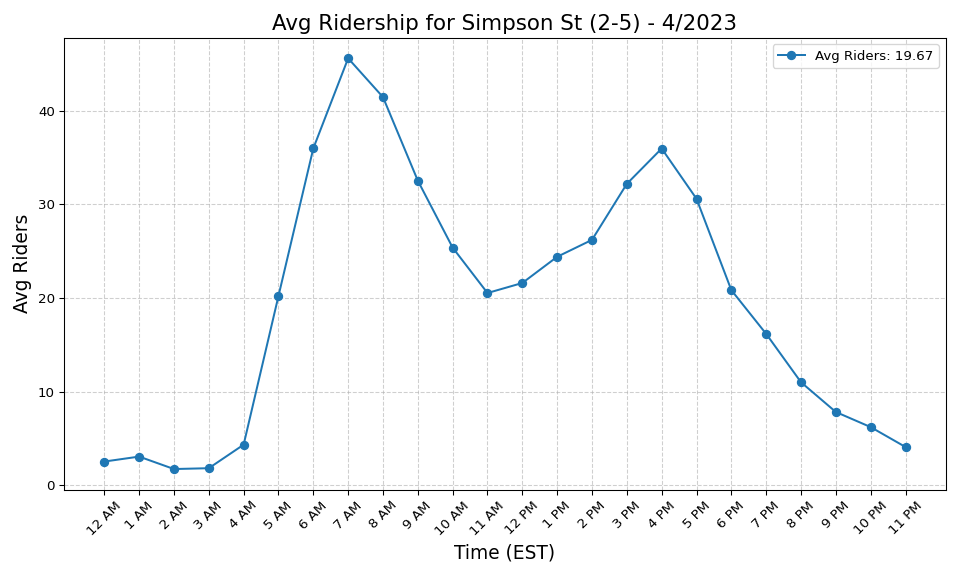 Avg Ridership for Simpson St (2-5) - 4/2023
Avg Riders: 19.67
Avg Riders
40
30
20
10
0
12 AM
1 AM
2 AM
3 AM
4 AM
5 AM
6 AM
7 AM
8 AM
9 AM
10 AM
11 AM
12 PM
1 PM
2 PM
3 PM
4 PM
5 PM
6 PM
7 PM
8 PM
9 PM
10 PM
11 PM
Time (EST)